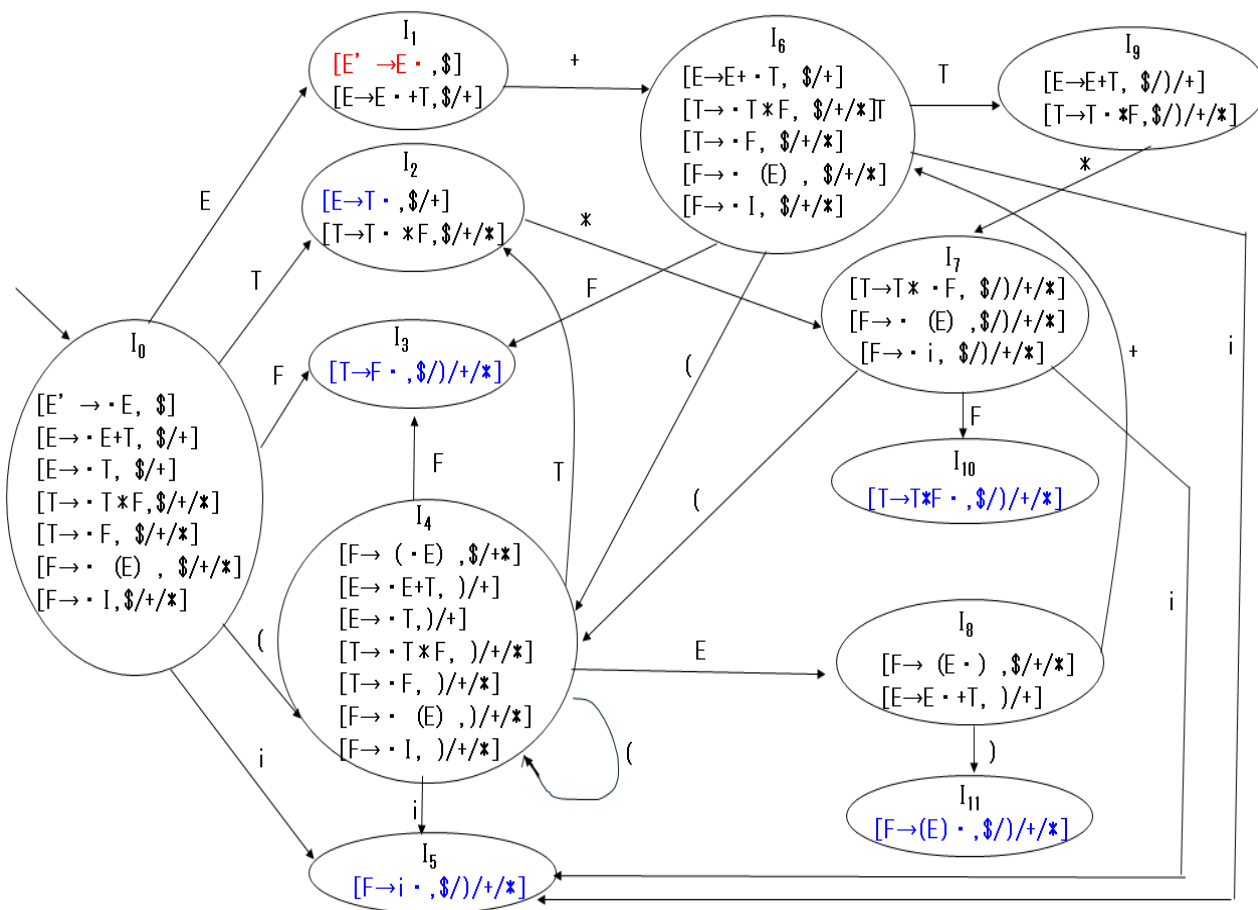 I1
[E' →E・,$]
[E→E・+T,$/+]
+
I6
[E→E+・T, $/+]
[T→・T*F, $/+/*]T
[T→・F, $/+/*]
[F→・ (E) , $/+/*]
[F→・I, $/+/*]
T
I9
[E→E+T, $/)/+]
[T→T・*F,$/)/+/*]
*
E
I2
[E→T・,$/+]
[T→T・ *F,$/+/*]
*
T
F
I7
[T→T* ・F, $/)/+/*]
[F→・ (E) ,$/)/+/*]
[F→・i, $/)/+/*]
+
i
I0
[E' →・E, $]
[E→・E+T, $/+]
[E→・T, $/+]
[T→・T*F,$/+/*]
[T→・F, $/+/*]
[F→・ (E) , $/+/*]
[F→・I,$/+/*]
F
I3
[T→F・,$/)/+/*]
(
F
T
F
I10
[T→T*F・,$/)/+/*]
(
I4
[F→ (・E) ,$/+*]
[E→・E+T, )/+]
[E→・T,)/+]
[T→・T*F, )/+/*]
[T→・F, )/+/*]
[F→・ (E) ,)/+/*]
[F→・I, )/+/*]
i
(
E
I8
[F→ (E・) ,$/+/*]
[E→E・+T, )/+]
i
(
)
i
I11
[F→(E)・,$/)/+/*]
I5
[F→i・,$/)/+/*]